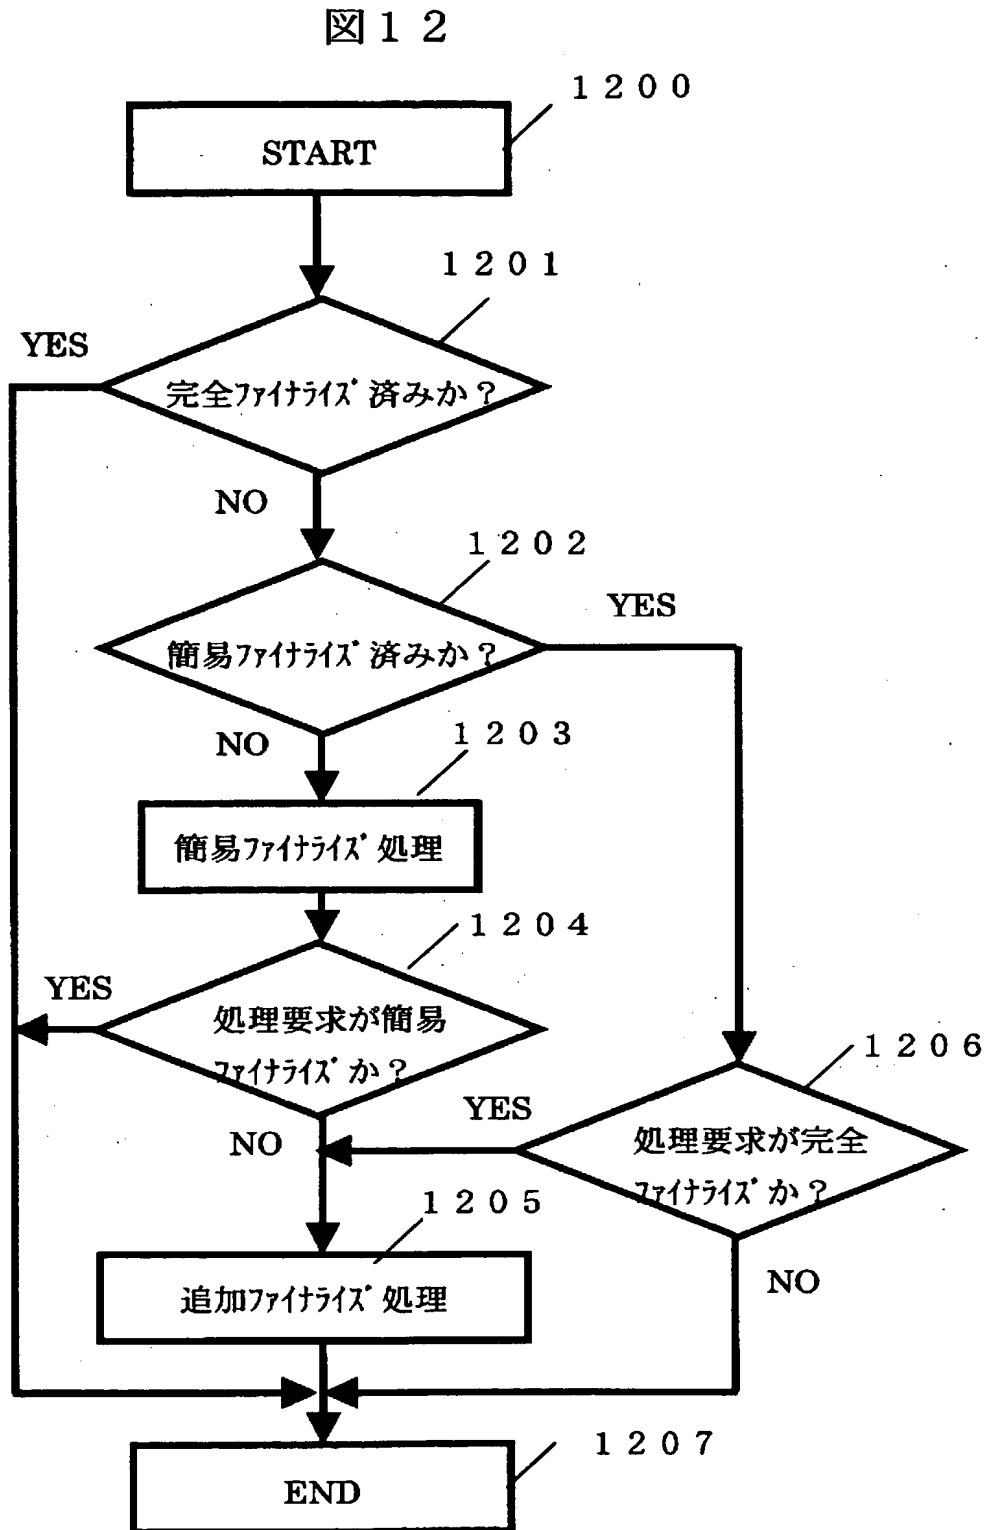 図１２
１２００
START
１２０１
YES
完全ﾌｧｲﾅﾗｲｽﾞ済みか？
NO
１２０２
YES
簡易ﾌｧｲﾅﾗｲｽﾞ済みか？
NO
１２０３
簡易ﾌｧｲﾅﾗｲｽﾞ処理
１２０４
YES
処理要求が簡易
ﾌｧｲﾅﾗｲｽﾞか？
１２０６
YES
NO
処理要求が完全
ﾌｧｲﾅﾗｲｽﾞか？
１２０５
NO
追加ﾌｧｲﾅﾗｲｽﾞ処理
１２０７
END